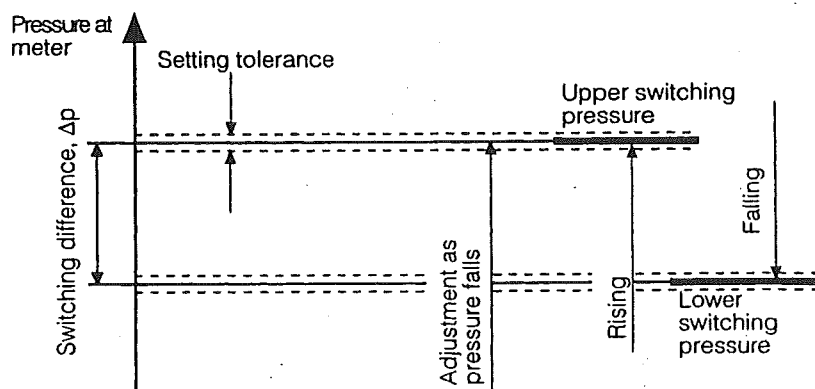 Pressure at
meter
Setting tolerance
Upper switching
pressure
Switching difference, Δp
Adjustment as
pressure falls
Rising
Falling
Lower
switching
pressure